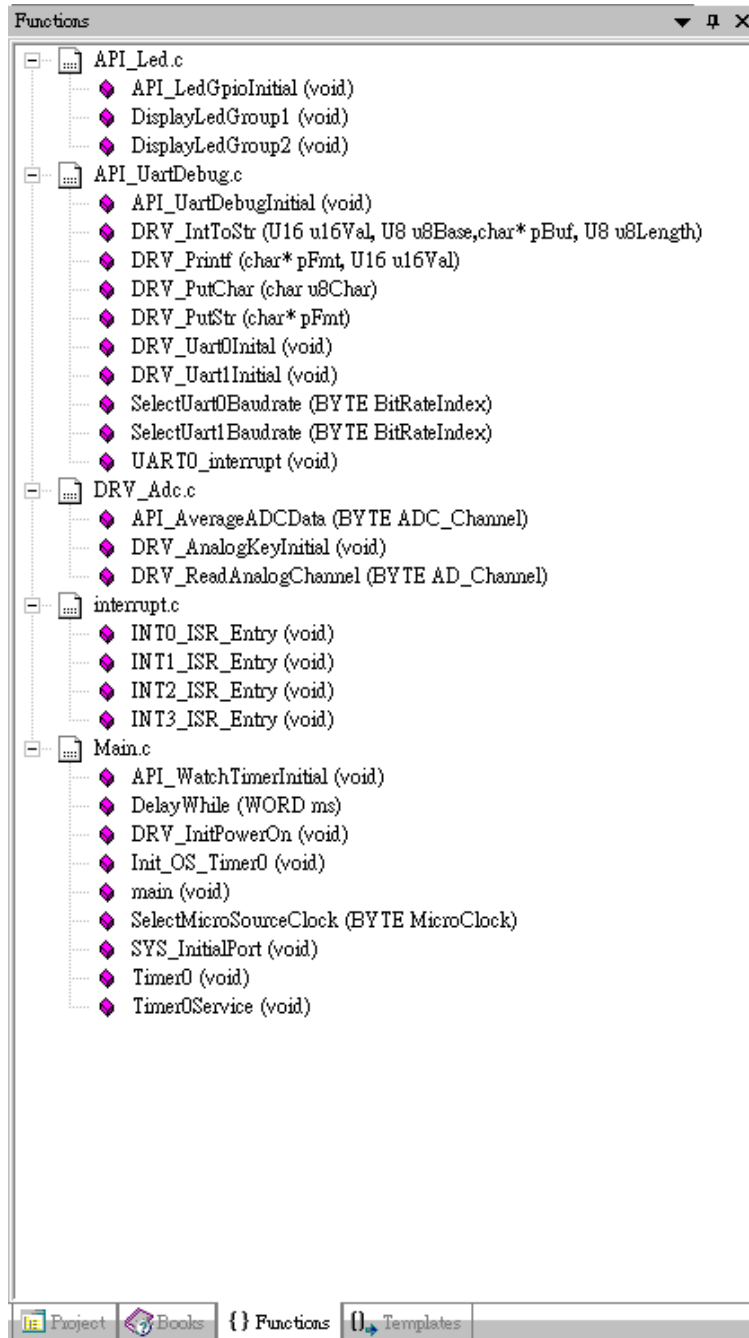 Functions
API_Led.c
API_LedGpioInitial (void)
DisplayLedGroup1 (void)
DisplayLedGroup2 (void)
API_UartDebug.c
API_UartDebugInitial (void)
DRV_IntToStr (U16 u16Val, U8 u8Base,char* pBuf, U8 u8Length)
DRV_Printf (char* pFmt, U16 u16Val)
DRV_PutChar (char u8Char)
DRV_PutStr (char* pFmt)
DRV_Uart0Inital (void)
DRV_Uart1Initial (void)
SelectUart0Baudrate (BYTE BitRateIndex)
SelectUart1Baudrate (BYTE BitRateIndex)
UART0_interrupt (void)
DRV_Adc.c
API_AverageADCData (BYTE ADC_Channel)
DRV_AnalogKeyInitial (void)
DRV_ReadAnalogChannel (BYTE AD_Channel)
interrupt.c
INT0_ISR_Entry (void)
INT1_ISR_Entry (void)
INT2_ISR_Entry (void)
INT3_ISR_Entry (void)
Main.c
API_WatchTimerInitial (void)
DelayWhile (WORD ms)
DRV_InitPowerOn (void)
Init_OS_Timer0 (void)
main (void)
SelectMicroSourceClock (BYTE MicroClock)
SYS_InitialPort (void)
Timer0 (void)
Timer0Service (void)
Project Books {} Functions 0 Templates